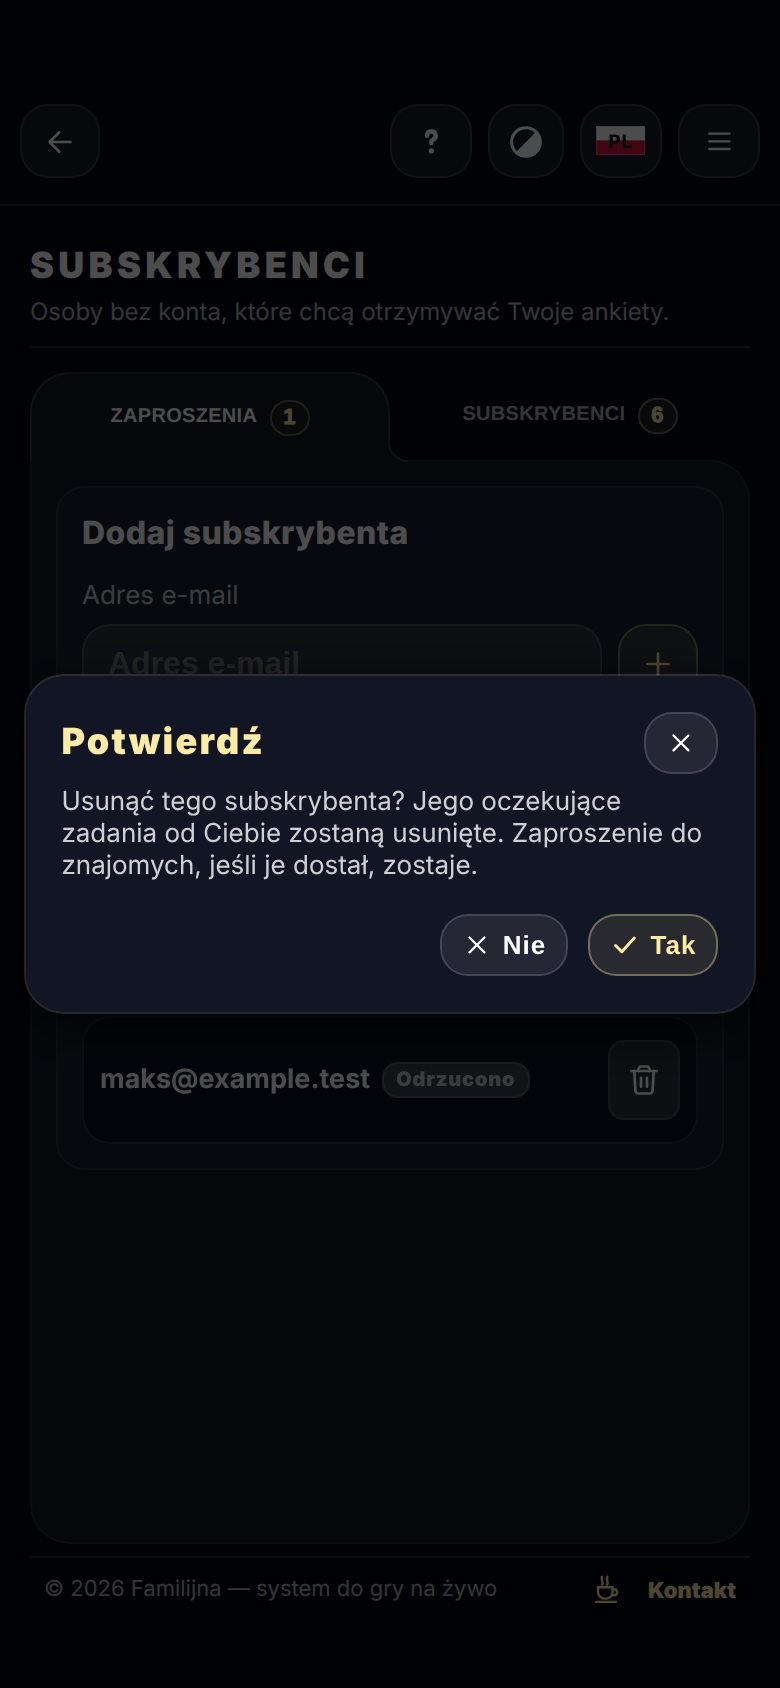 ?
PL
SUBSKRYBENCI
Osoby bez konta, które chcą otrzymywać Twoje ankiety.
ZAPROSZENIA 1
SUBSKRYBENCI 6
Dodaj subskrybenta
Adres e-mail
Adres e-mail
Potwierdź
Usunąć tego subskrybenta? Jego oczekujące
zadania od Ciebie zostaną usunięte. Zaproszenie do
znajomych, jeśli je dostał, zostaje.
Nie
Tak
maks@example.test Odrzucono
© 2026 Familijna — system do gry na żywo
Kontakt